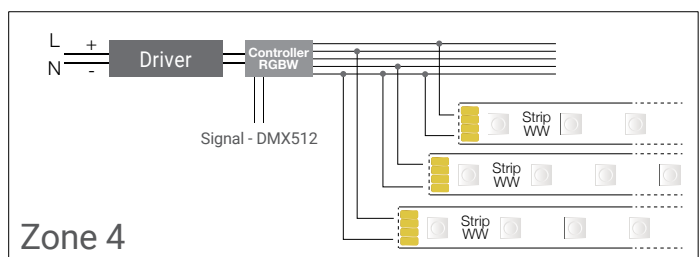 L +
N -
Driver
Controller
RGBW
Signal - DMX512
Strip
WW
Strip
WW
Strip
WW
Zone 4